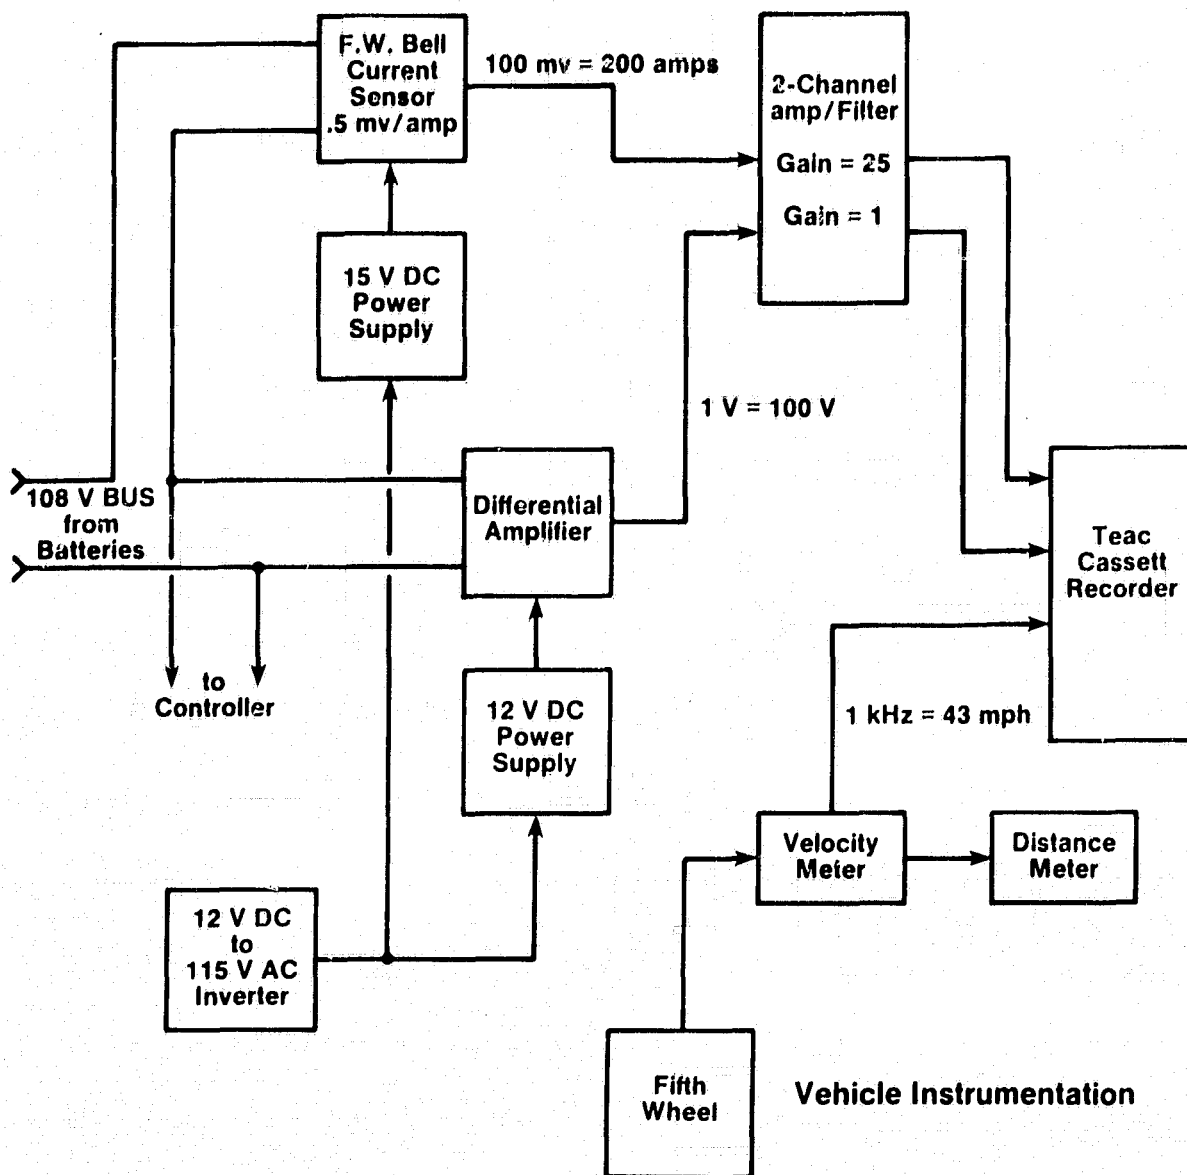 F.W. Bell
Current
Sensor
.5 mv/amp
100 mv = 200 amps
2-Channel
amp/Filter
Gain = 25
Gain = 1
15 V DC
Power
Supply
1 V = 100 V
108 V BUS
from
Batteries
Differential
Amplifier
Teac
Cassett
Recorder
to
Controller
12 V DC
Power
Supply
1 kHz = 43 mph
Velocity
Meter
Distance
Meter
12 V DC
to
115 V AC
Inverter
Fifth
Wheel
Vehicle Instrumentation